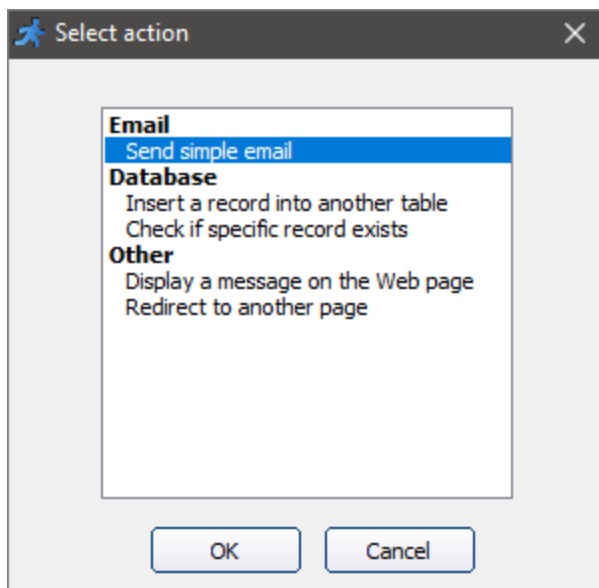 Select action
Email
Send simple email
Database
Insert a record into another table
Check if specific record exists
Other
Display a message on the Web page
Redirect to another page
OK
Cancel